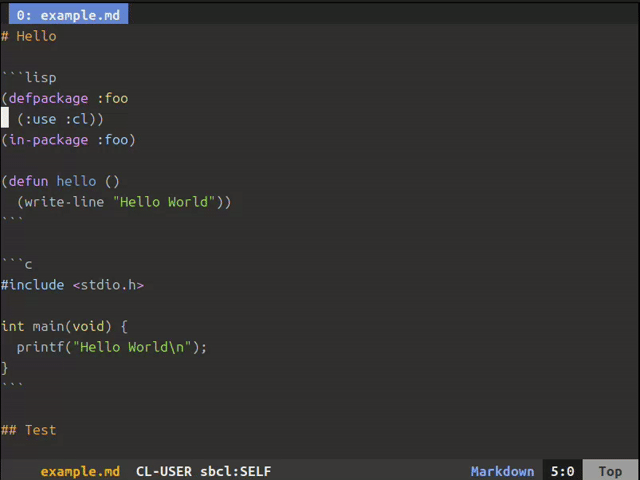 0: example.md
# Hello

```lisp
(defpackage :foo
  (:use :cl))
(in-package :foo)

(defun hello ()
  (write-line "Hello World"))
```

```c
#include <stdio.h>

int main(void) {
  printf("Hello World\n");
}
```

## Test

example.md  CL-USER sbcl:SELF  Markdown  5:0  Top